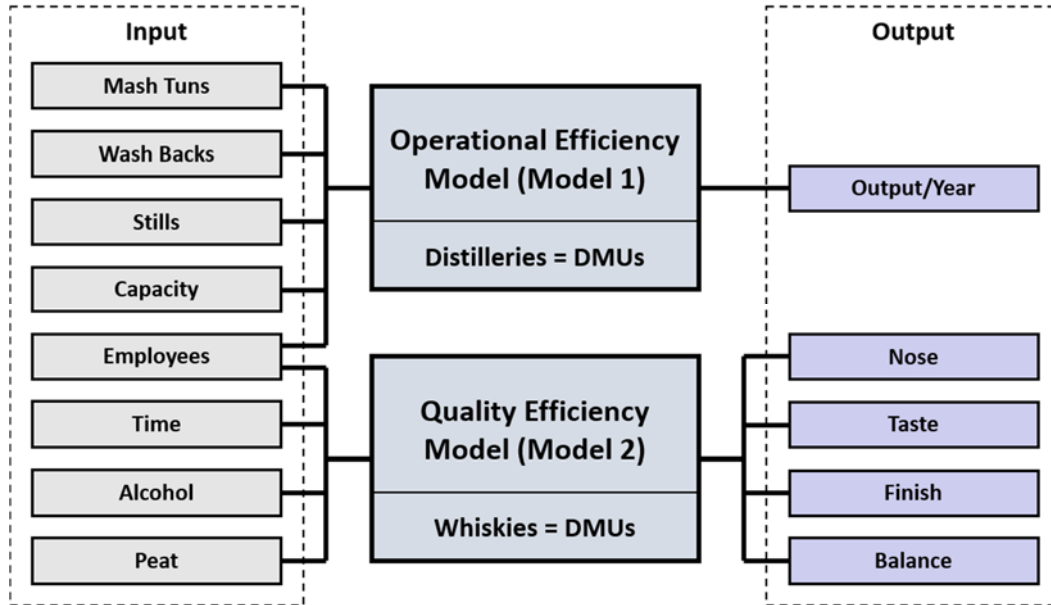 Input
Mash Tuns
Wash Backs
Stills
Capacity
Employees
Time
Alcohol
Peat
Operational Efficiency
Model (Model 1)
Distilleries = DMUs
Quality Efficiency
Model (Model 2)
Whiskies = DMUs
Output
Output/Year
Nose
Taste
Finish
Balance